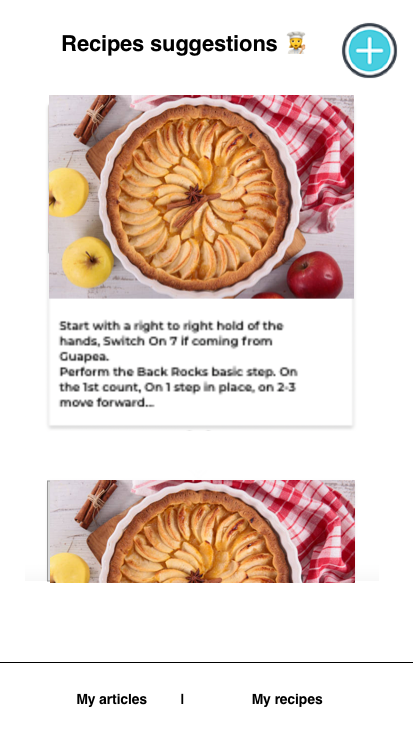 Recipes suggestions 👩‍🍳
Start with a right to right hold of the
hands, Switch On 7 if coming from
Guapea.
Perform the Back Rocks basic step. On
the 1st count, On 1 step in place, on 2-3
move forward...
My articles | My recipes